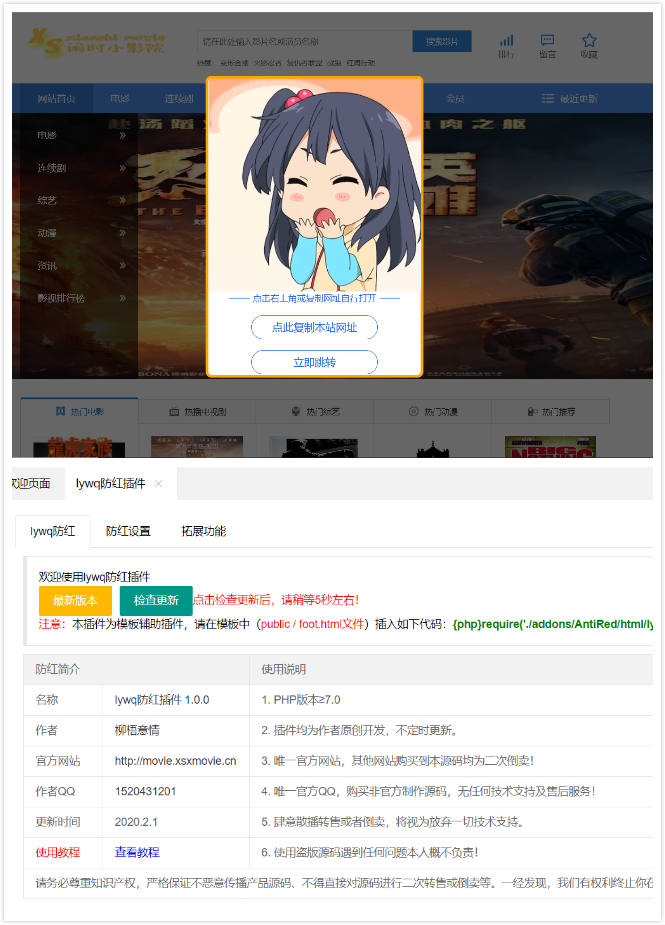 闲时小影院
请在此处输入影片名或演员名称
搜索影片
排行
留言
收藏
网站首页
电影
连续剧
会员
最近更新
电影
连续剧
综艺
动漫
资讯
影视排行榜
点击右上角或复制网址自行打开
点此复制本站网址
立即跳转
热门电影
热播电视剧
热门综艺
热门动漫
热门推荐
欢迎页面
lywq防红插件
lywq防红
防红设置
拓展功能
欢迎使用lywq防红插件
最新版本 检查更新 点击检查更新后，请稍等5秒左右！
注意：本插件为模板辅助插件，请在模板中（public / foot.html文件）插入如下代码：{php}require('./addons/AntiRed/html/ly
防红简介 使用说明
名称 lywq防红插件 1.0.0 1. PHP版本≥7.0
作者 柳梧意情 2. 插件均为作者原创开发，不定时更新。
官方网站 http://movie.xsxmovie.cn 3. 唯一官方网站，其他网站购买到本源码均为二次倒卖！
作者QQ 1520431201 4. 唯一官方QQ，购买非官方制作源码，无任何技术支持及售后服务！
更新时间 2020.2.1 5. 肆意散播转售或者倒卖，将视为放弃一切技术支持。
使用教程 查看教程 6. 使用盗版源码遇到任何问题本人概不负责！
请务必尊重知识产权，严格保证不恶意传播产品源码、不得直接对源码进行二次转售或倒卖等。一经发现，我们有权利终止你在